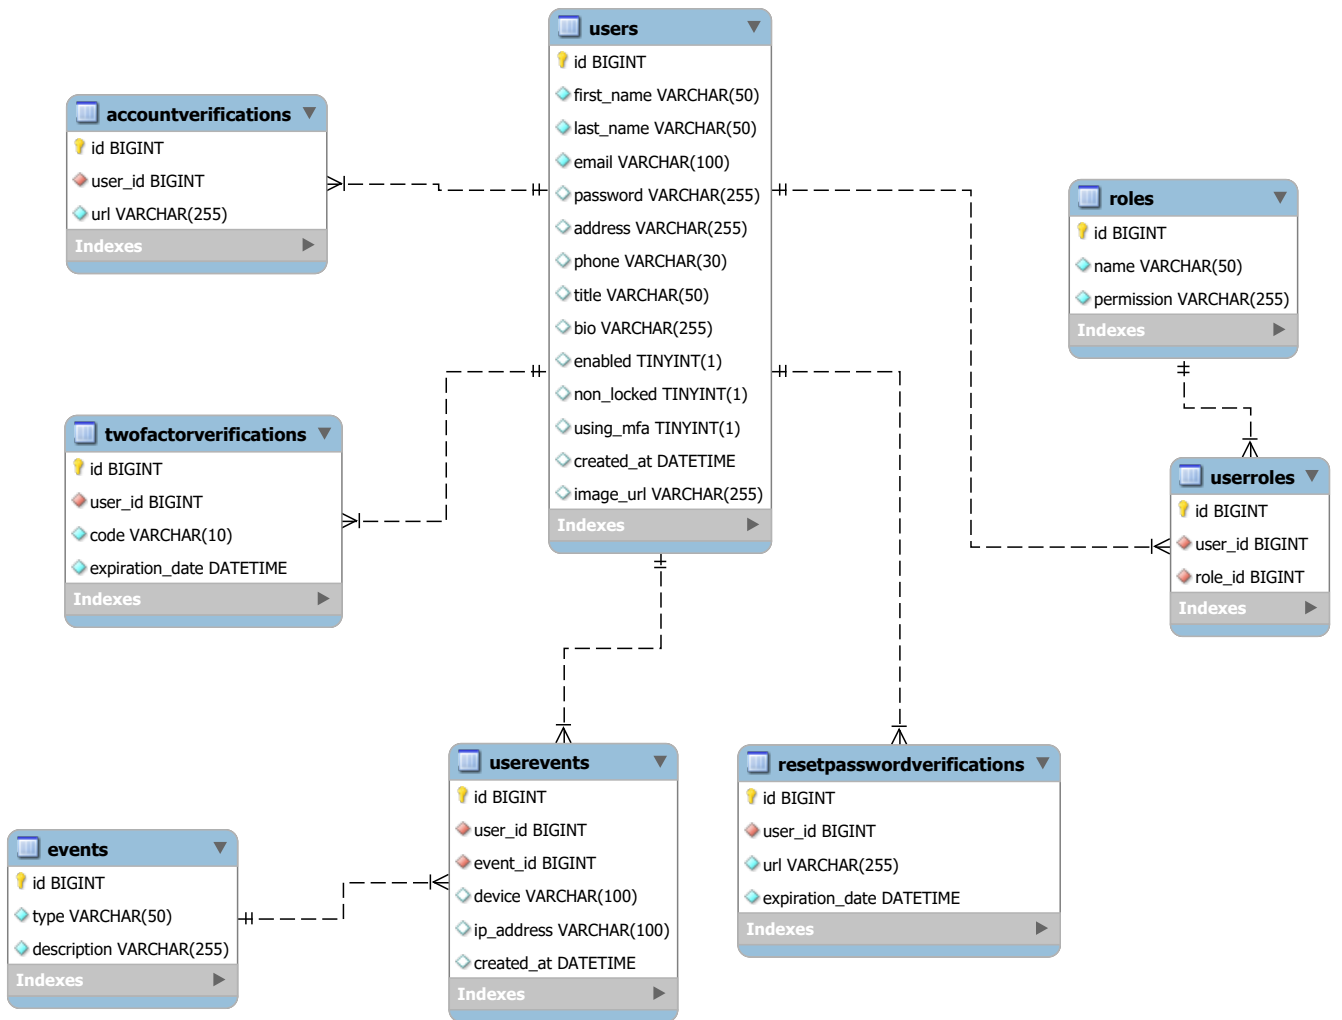 users
id BIGINT
first_name VARCHAR(50)
last_name VARCHAR(50)
email VARCHAR(100)
password VARCHAR(255)
address VARCHAR(255)
phone VARCHAR(30)
title VARCHAR(50)
bio VARCHAR(255)
enabled TINYINT(1)
non_locked TINYINT(1)
using_mfa TINYINT(1)
created_at DATETIME
image_url VARCHAR(255)
Indexes
accountverifications
id BIGINT
user_id BIGINT
url VARCHAR(255)
Indexes
roles
id BIGINT
name VARCHAR(50)
permission VARCHAR(255)
Indexes
twofactorverifications
id BIGINT
user_id BIGINT
code VARCHAR(10)
expiration_date DATETIME
Indexes
userroles
id BIGINT
user_id BIGINT
role_id BIGINT
Indexes
userevents
id BIGINT
user_id BIGINT
event_id BIGINT
device VARCHAR(100)
ip_address VARCHAR(100)
created_at DATETIME
Indexes
resetpasswordverifications
id BIGINT
user_id BIGINT
url VARCHAR(255)
expiration_date DATETIME
Indexes
events
id BIGINT
type VARCHAR(50)
description VARCHAR(255)
Indexes